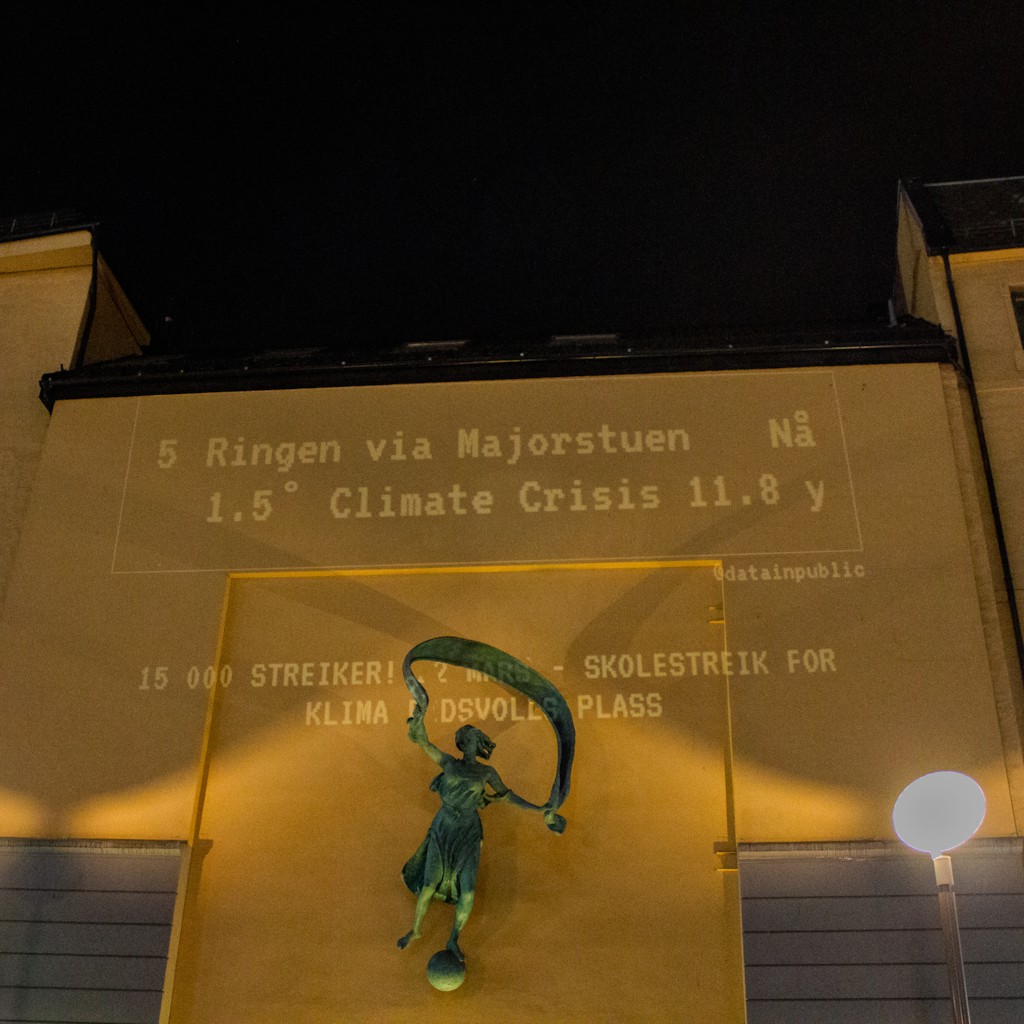 5 Ringen via Majorstuen Nå
1.5° Climate Crisis 11.8 y
@datainpublic
15 000 STREIKER! - SKOLESTREIK FOR
KLIMA PLASS